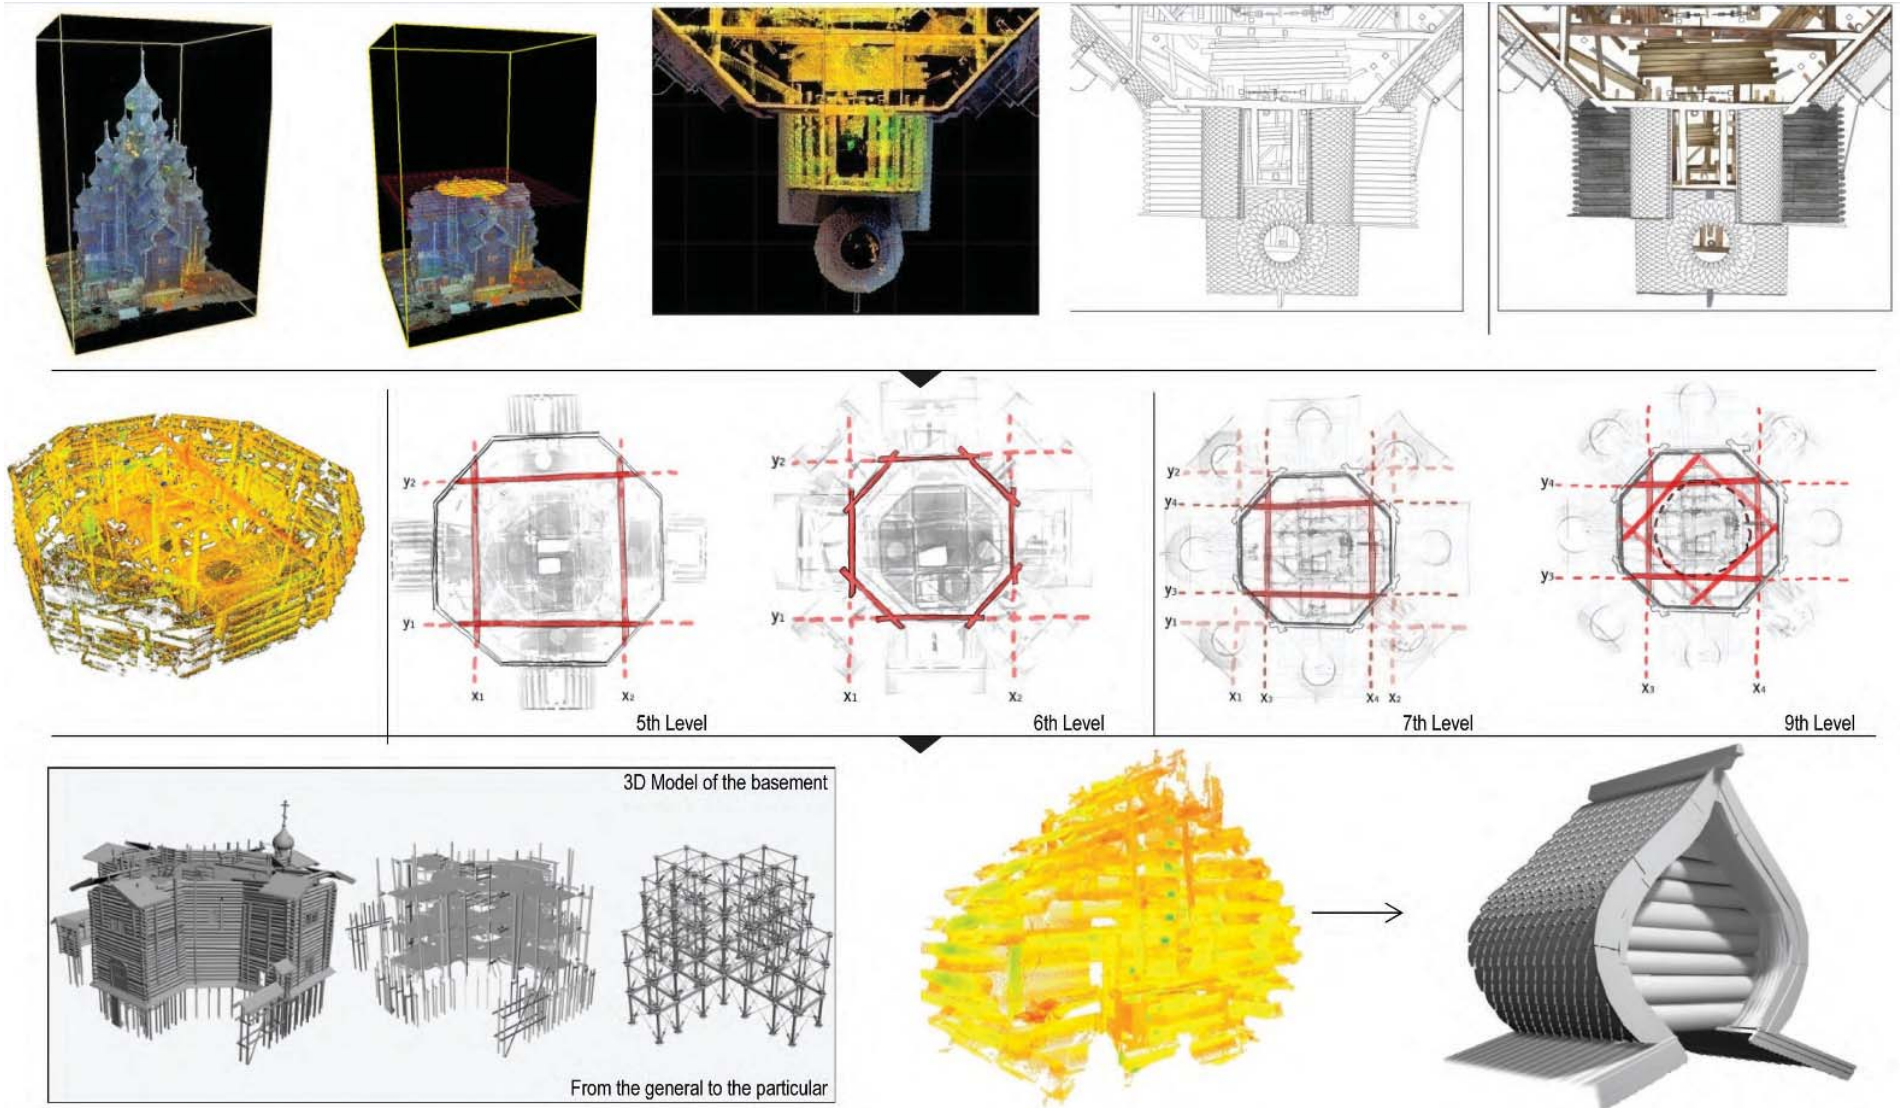 y₂
y₁
x₁
x₂
5th Level
y₂
y₁
x₁
x₂
6th Level
y₂
y₄
y₃
y₁
x₁
x₃
x₄
x₂
7th Level
y₄
y₃
x₃
x₄
9th Level
3D Model of the basement
From the general to the particular